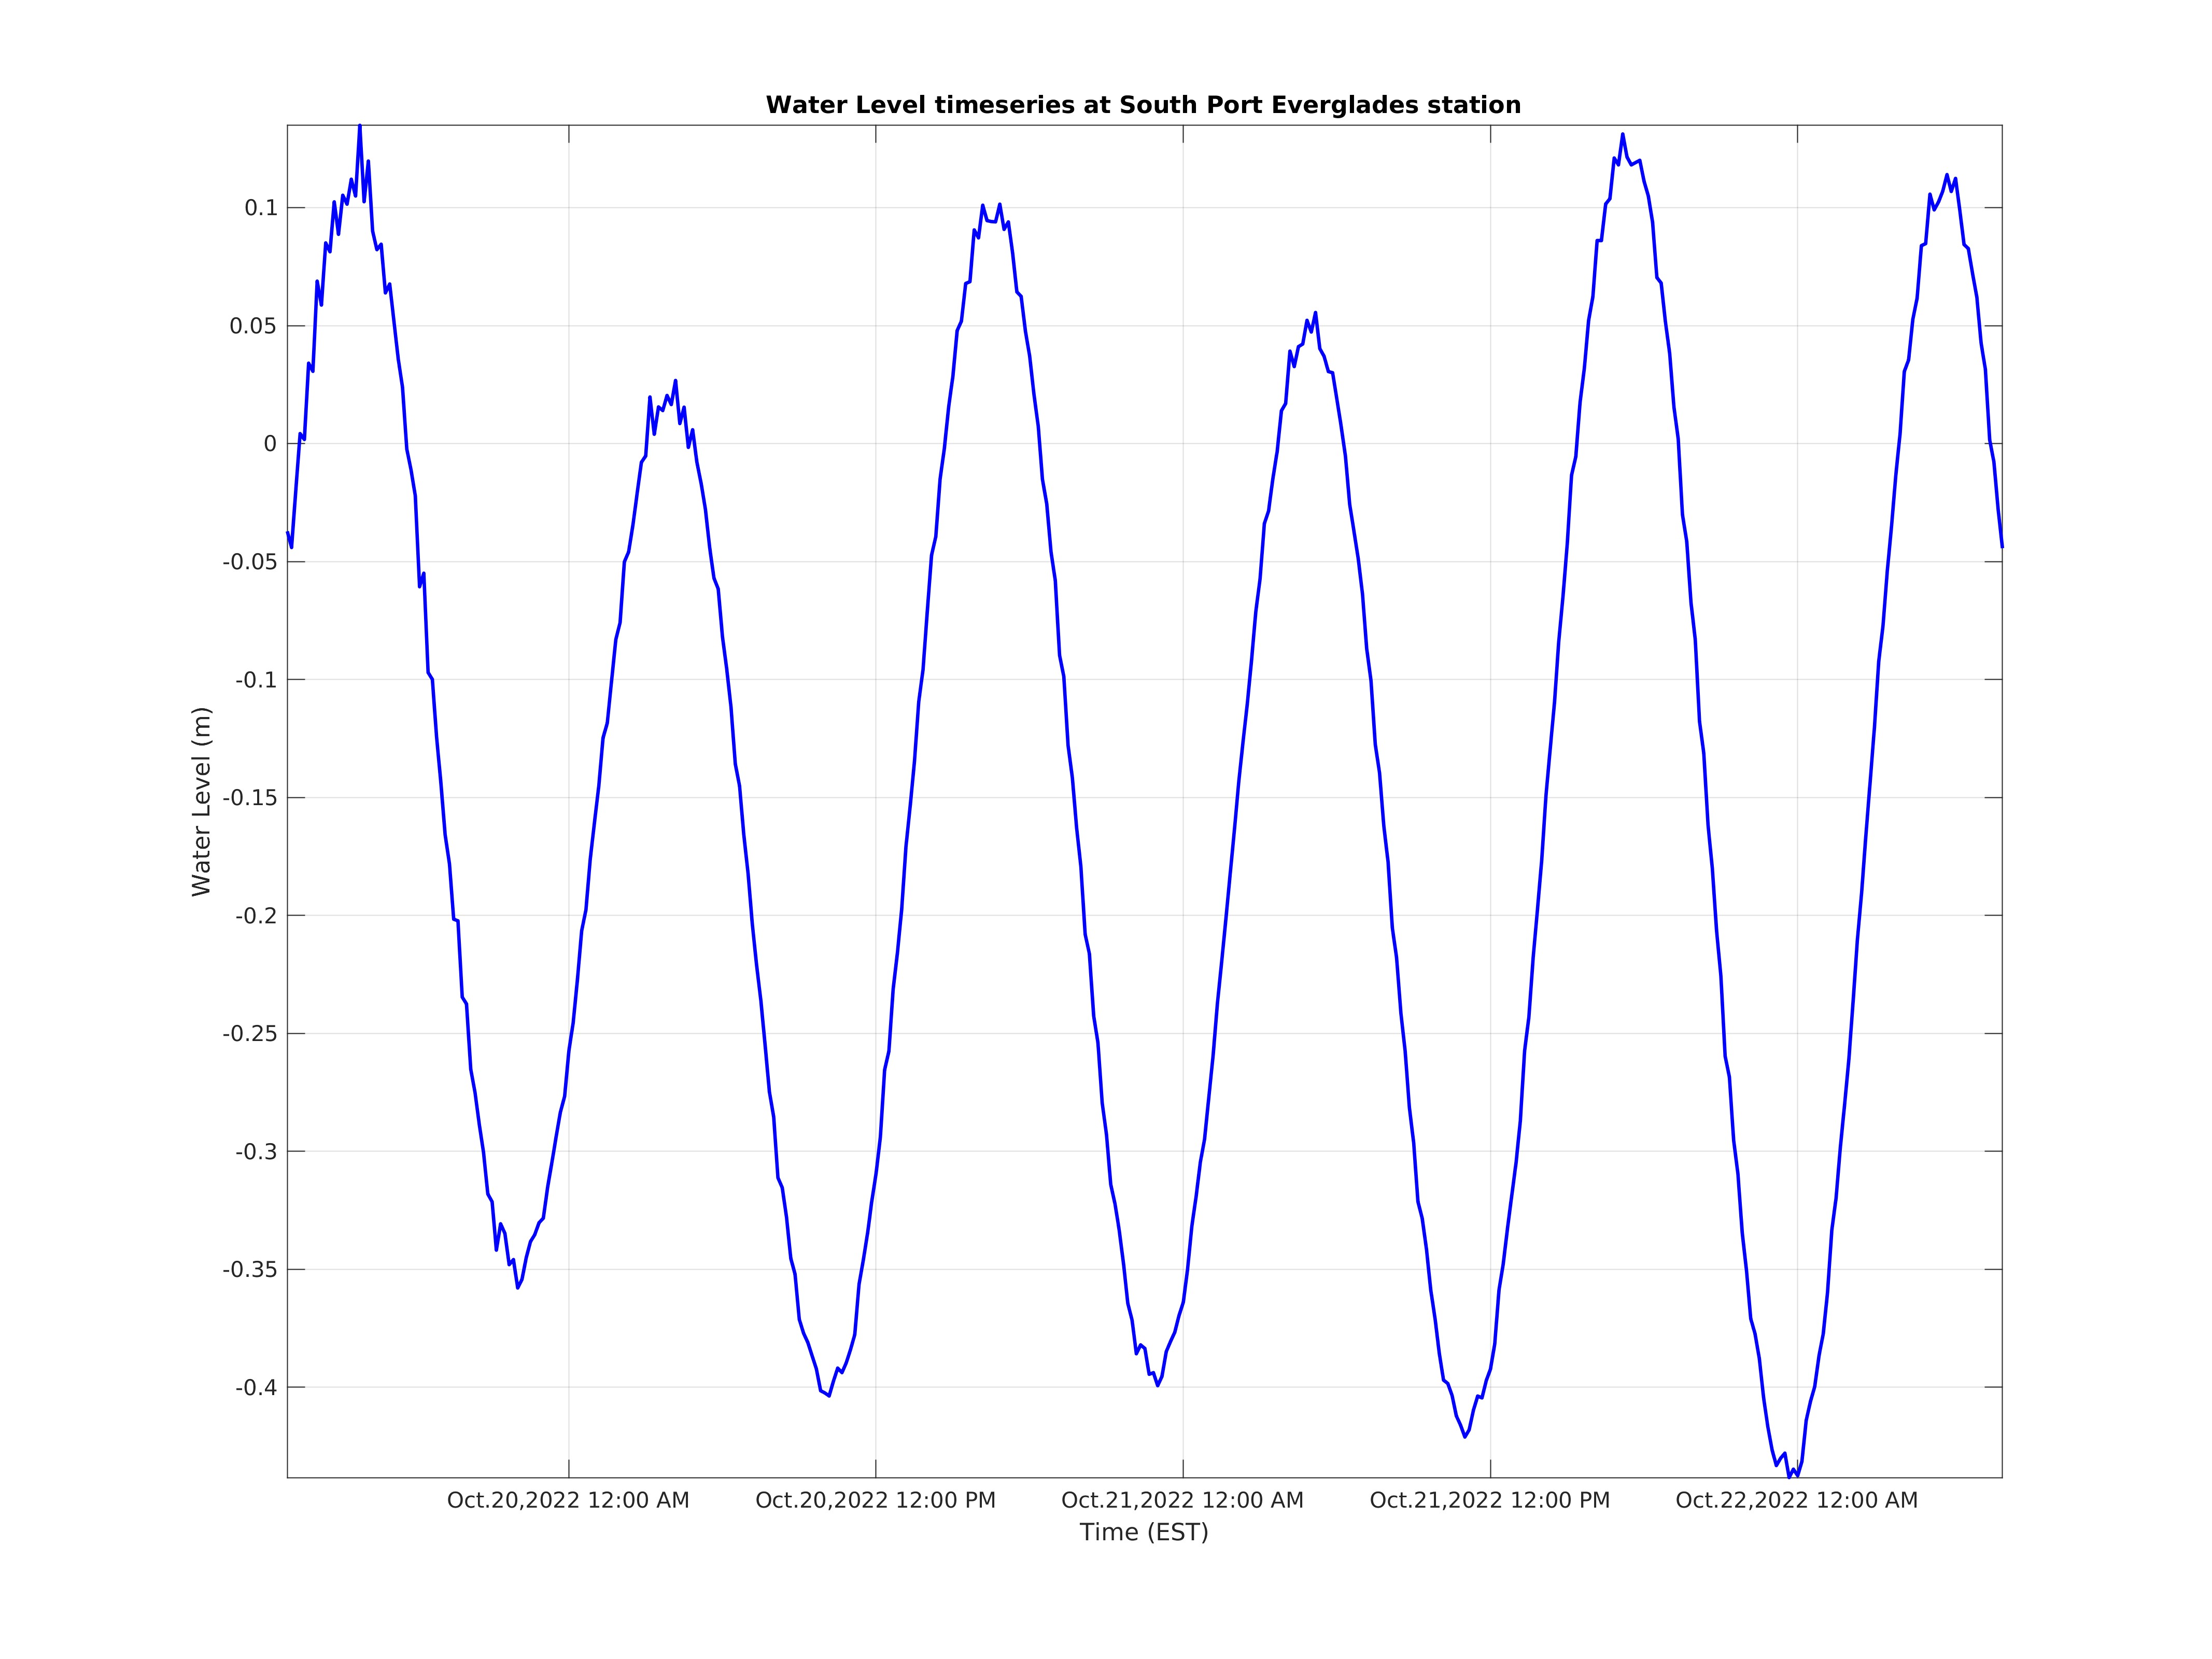 Water Level timeseries at South Port Everglades station
Water Level (m)
0.1
0.05
0
-0.05
-0.1
-0.15
-0.2
-0.25
-0.3
-0.35
-0.4
Oct.20,2022 12:00 AM
Oct.20,2022 12:00 PM
Oct.21,2022 12:00 AM
Oct.21,2022 12:00 PM
Oct.22,2022 12:00 AM
Time (EST)